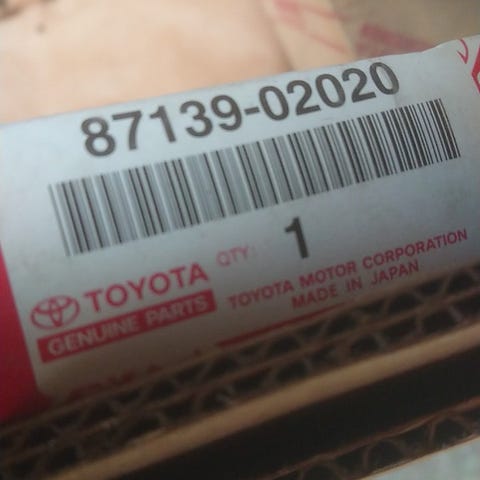 87139-02020
QTY: 1
TOYOTA
GENUINE PARTS
TOYOTA MOTOR CORPORATION
MADE IN JAPAN